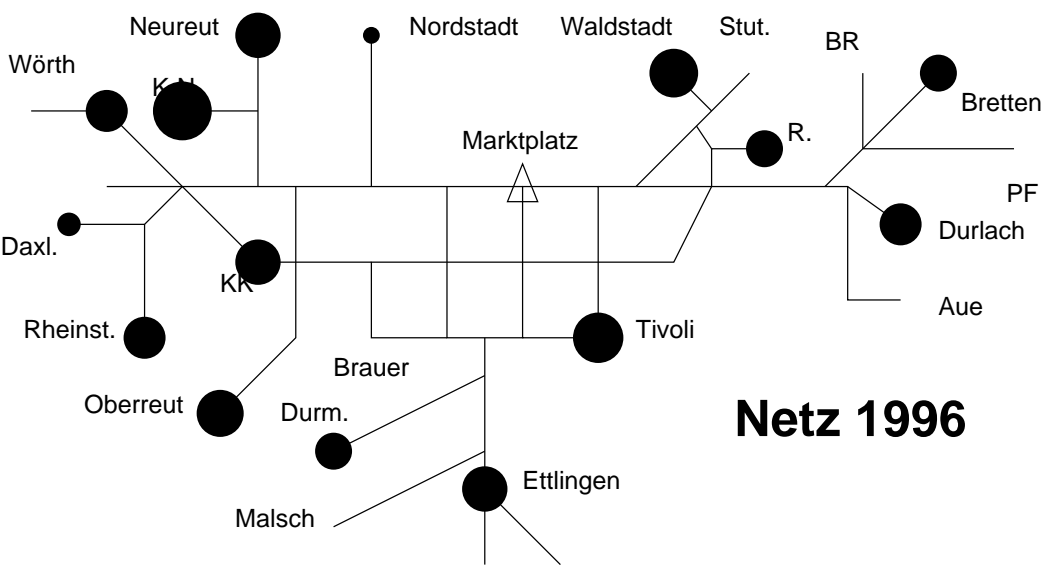 Neureut
Nordstadt
Waldstadt
Stut.
BR
Wörth
K-N
Bretten
Marktplatz
R.
PF
Daxl.
Durlach
KK
Aue
Rheinst.
Tivoli
Brauer
Oberreut
Durm.
Netz 1996
Ettlingen
Malsch